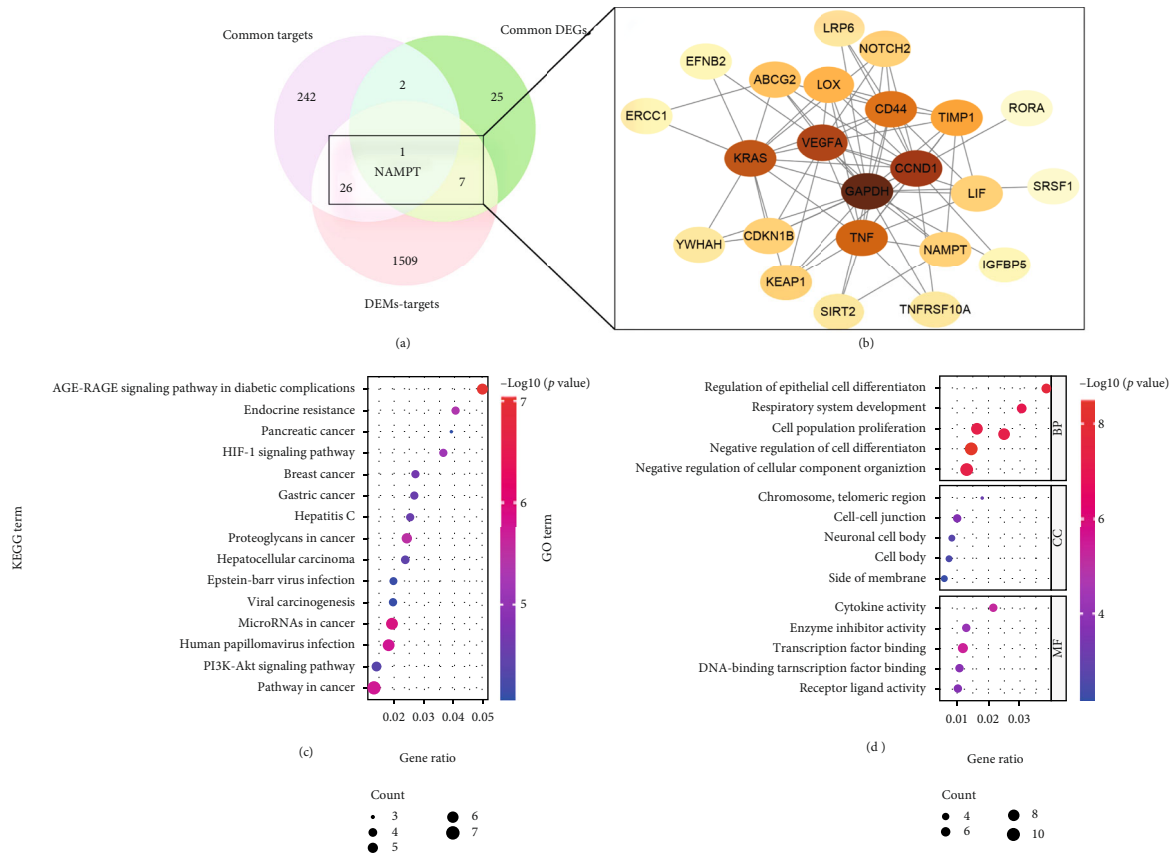 Common targets
Common DEGs
242
2
25
1
NAMPT
26
7
1509
DEMs-targets
(a)
LRP6
NOTCH2
EFNB2
ABCG2
LOX
CD44
TIMP1
RORA
ERCC1
VEGFA
KRAS
CCND1
GAPDH
LIF
SRSF1
YWHAH
CDKN1B
TNF
NAMPT
IGFBP5
KEAP1
SIRT2
TNFRSF10A
(b)
KEGG term
AGE-RAGE signaling pathway in diabetic complications
Endocrine resistance
Pancreatic cancer
HIF-1 signaling pathway
Breast cancer
Gastric cancer
Hepatitis C
Proteoglycans in cancer
Hepatocellular carcinoma
Epstein-barr virus infection
Viral carcinogenesis
MicroRNAs in cancer
Human papillomavirus infection
PI3K-Akt signaling pathway
Pathway in cancer
0.02 0.03 0.04 0.05
Gene ratio
–Log10 (p value)
7
6
5
(c)
Count
3
4
5
6
7
GO term
Regulation of epithelial cell differentiaton
Respiratory system development
Cell population proliferation
Negative regulation of cell differentiaton
Negative regulation of cellular component organiztion
BP
Chromosome, telomeric region
Cell-cell junction
Neuronal cell body
Cell body
Side of membrane
CC
Cytokine activity
Enzyme inhibitor activity
Transcription factor binding
DNA-binding tarnscription factor binding
Receptor ligand activity
MF
0.01 0.02 0.03
Gene ratio
–Log10 (p value)
8
6
4
(d )
Count
4
6
8
10